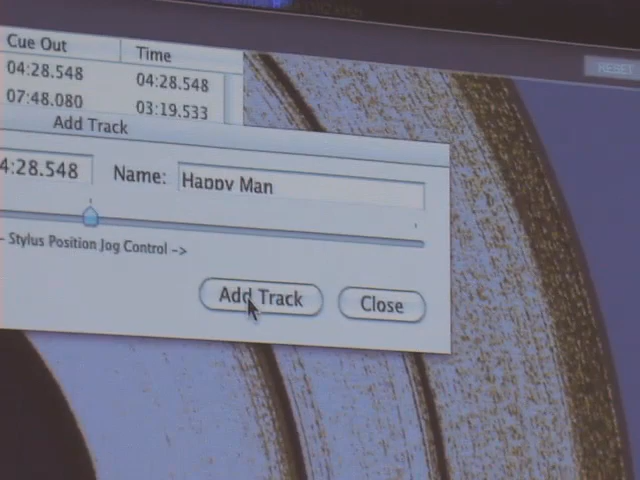 Cue Out Time
RESET
04:28.548 04:28.548
07:48.080 03:19.533
Add Track
4:28.548 Name: Happy Man
- Stylus Position Jog Control ->
Add Track Close